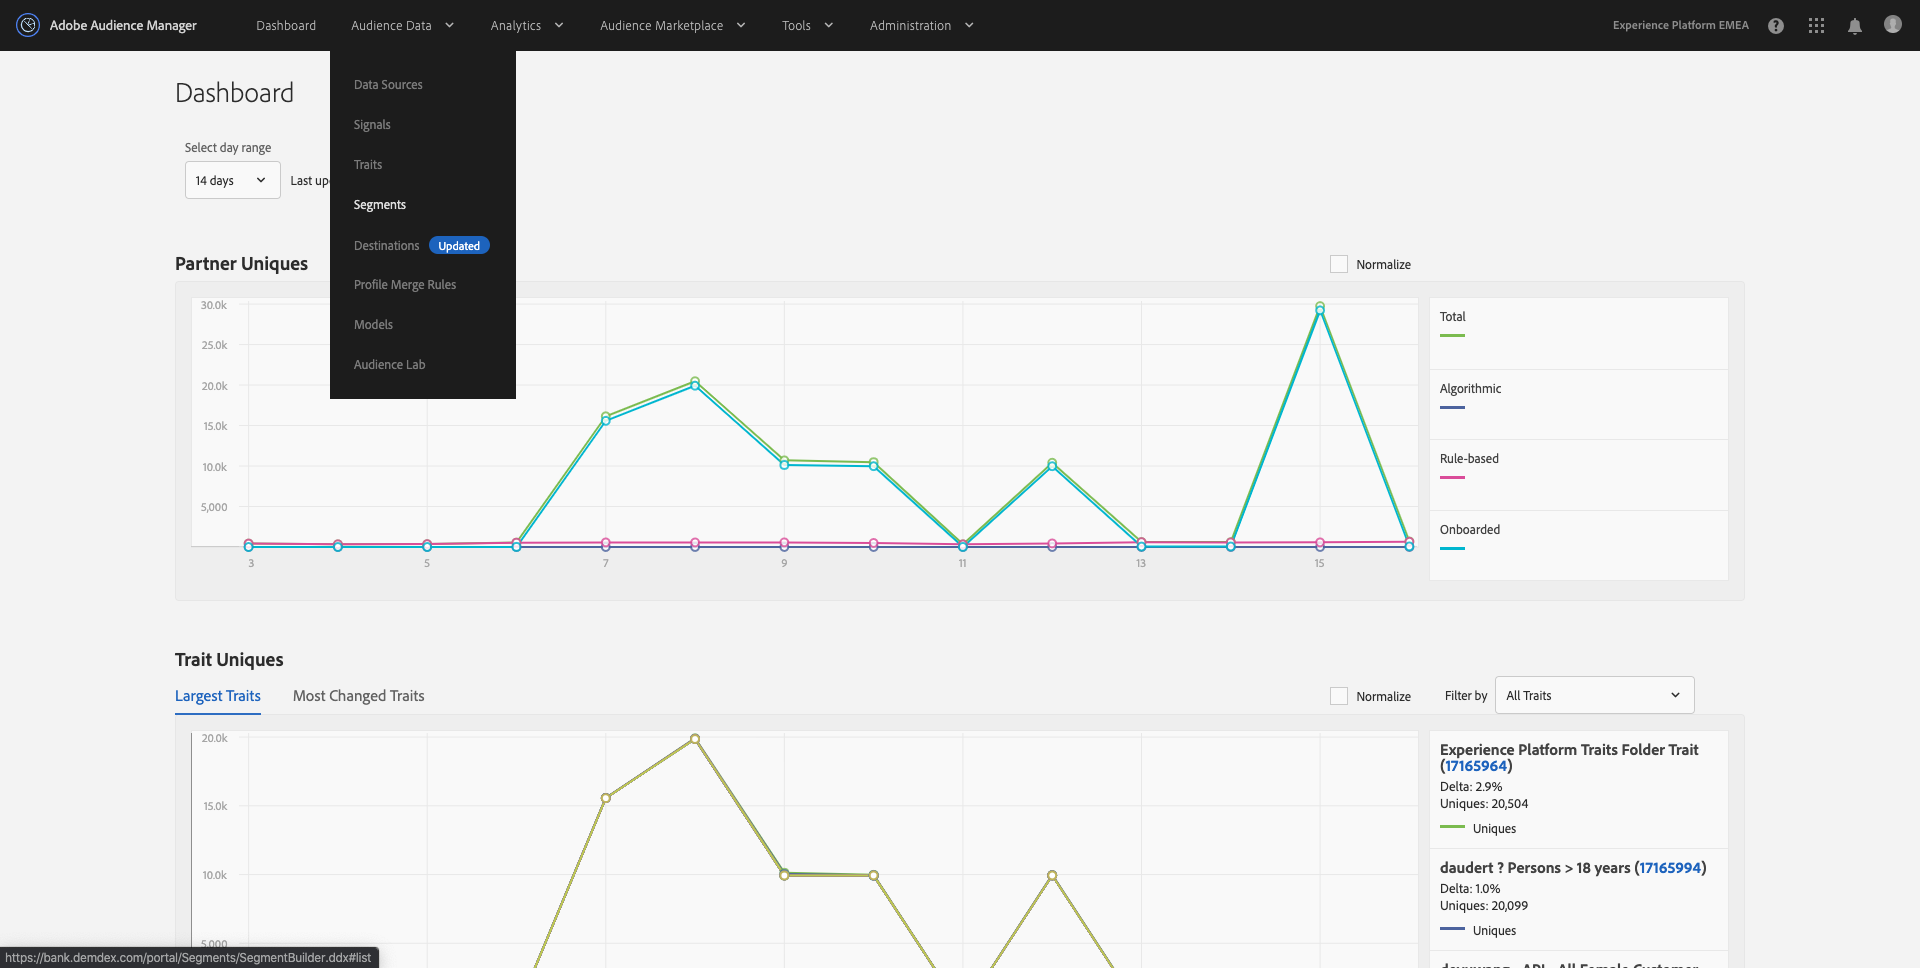 Adobe Audience Manager
Dashboard
Audience Data
Analytics
Audience Marketplace
Tools
Administration
Experience Platform EMEA
Data Sources
Signals
Traits
Segments
Destinations Updated
Profile Merge Rules
Models
Audience Lab
Dashboard
Select day range
14 days
Last up
Partner Uniques
Normalize
30.0k
25.0k
20.0k
15.0k
10.0k
5,000
3 5 7 9 11 13 15
Total
Algorithmic
Rule-based
Onboarded
Trait Uniques
Largest Traits
Most Changed Traits
Normalize
Filter by
All Traits
20.0k
15.0k
10.0k
5,000
Experience Platform Traits Folder Trait
(17165964)
Delta: 2.9%
Uniques: 20,504
Uniques
daudert ? Persons > 18 years (17165994)
Delta: 1.0%
Uniques: 20,099
Uniques
https://bank.demdex.com/portal/Segments/SegmentBuilder.ddx#list